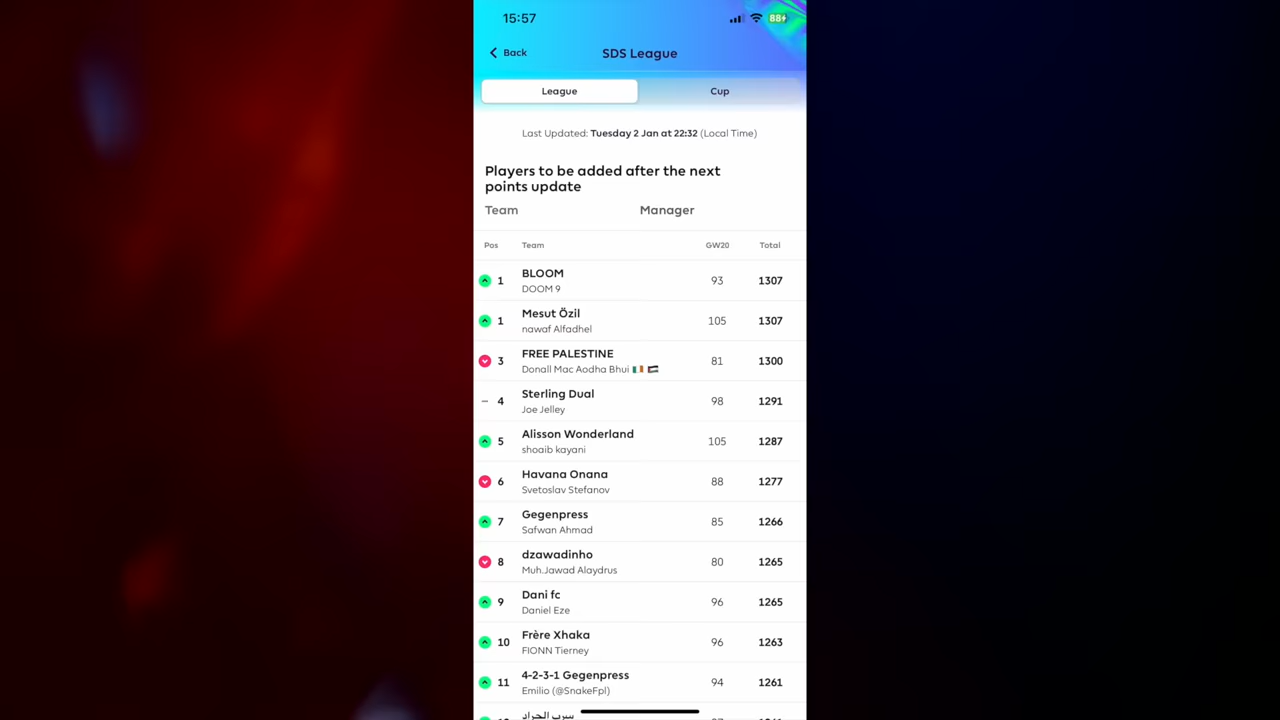 15:57
88
Back
SDS League
League
Cup
Last Updated: Tuesday 2 Jan at 22:32 (Local Time)
Players to be added after the next
points update
Team Manager
Pos Team GW20 Total
1 BLOOM 93 1307
DOOM 9
1 Mesut Özil 105 1307
nawaf Alfadhel
3 FREE PALESTINE 81 1300
Donall Mac Aodha Bhui 🇮🇪 🇵🇸
4 Sterling Dual 98 1291
Joe Jelley
5 Alisson Wonderland 105 1287
shoaib kayani
6 Havana Onana 88 1277
Svetoslav Stefanov
7 Gegenpress 85 1266
Safwan Ahmad
8 dzawadinho 80 1265
Muh.Jawad Alaydrus
9 Dani fc 96 1265
Daniel Eze
10 Frère Xhaka 96 1263
FIONN Tierney
11 4-2-3-1 Gegenpress 94 1261
Emilio (@SnakeFpl)